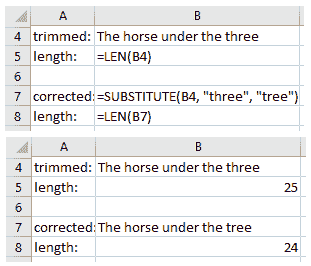 A B
4 trimmed: The horse under the three
5 length: =LEN(B4)
6
7 corrected: =SUBSTITUTE(B4, "three", "tree")
8 length: =LEN(B7)
A B
4 trimmed: The horse under the three
5 length: 25
6
7 corrected: The horse under the tree
8 length: 24